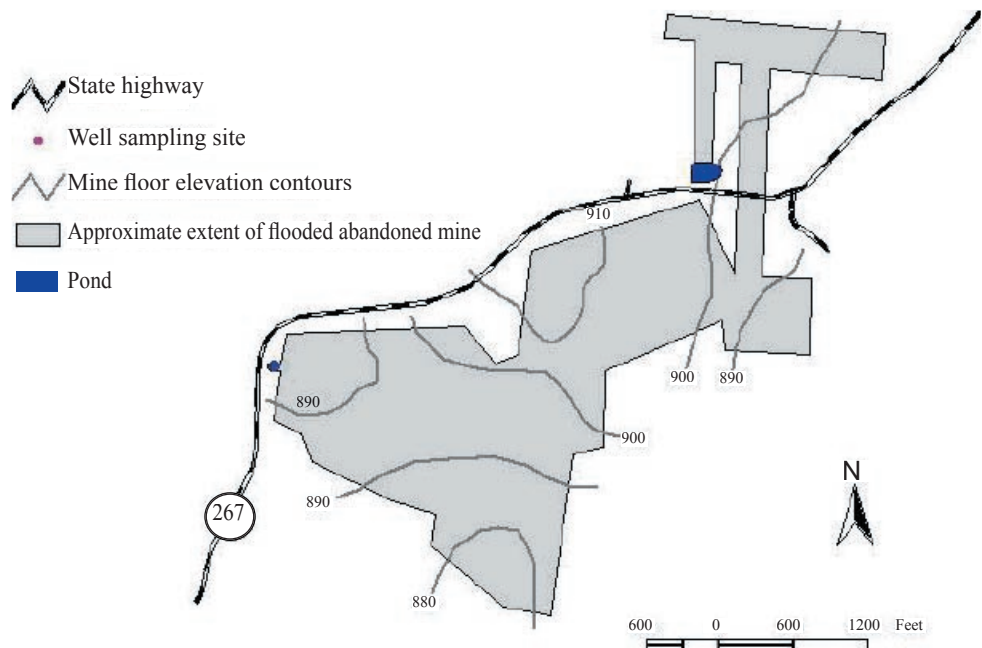 State highway
Well sampling site
Mine floor elevation contours
Approximate extent of flooded abandoned mine
Pond
910
900
890
890
900
890
880
267
N
600 0 600 1200 Feet